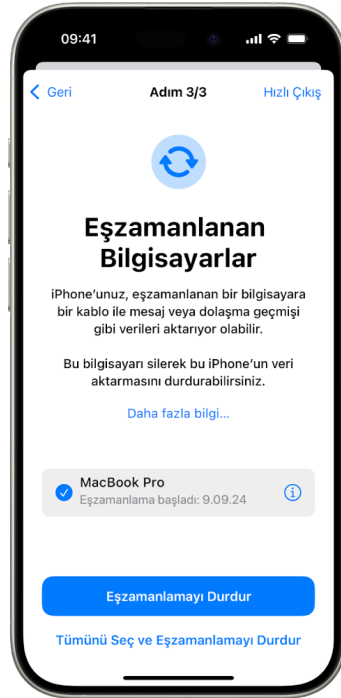 09:41
Geri
Adım 3/3
Hızlı Çıkış
Eşzamanlanan
Bilgisayarlar
iPhone'unuz, eşzamanlanan bir bilgisayara
bir kablo ile mesaj veya dolaşma geçmişi
gibi verileri aktarıyor olabilir.
Bu bilgisayarı silerek bu iPhone'un veri
aktarmasını durdurabilirsiniz.
Daha fazla bilgi...
MacBook Pro
Eşzamanlama başladı: 9.09.24
Eşzamanlamayı Durdur
Tümünü Seç ve Eşzamanlamayı Durdur